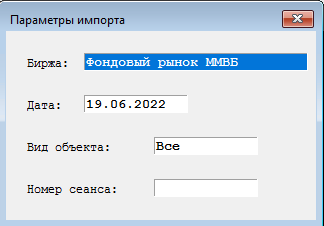 Параметры импорта
Биржа: Фондовый рынок ММВБ
Дата: 19.06.2022
Вид объекта: Все
Номер сеанса: